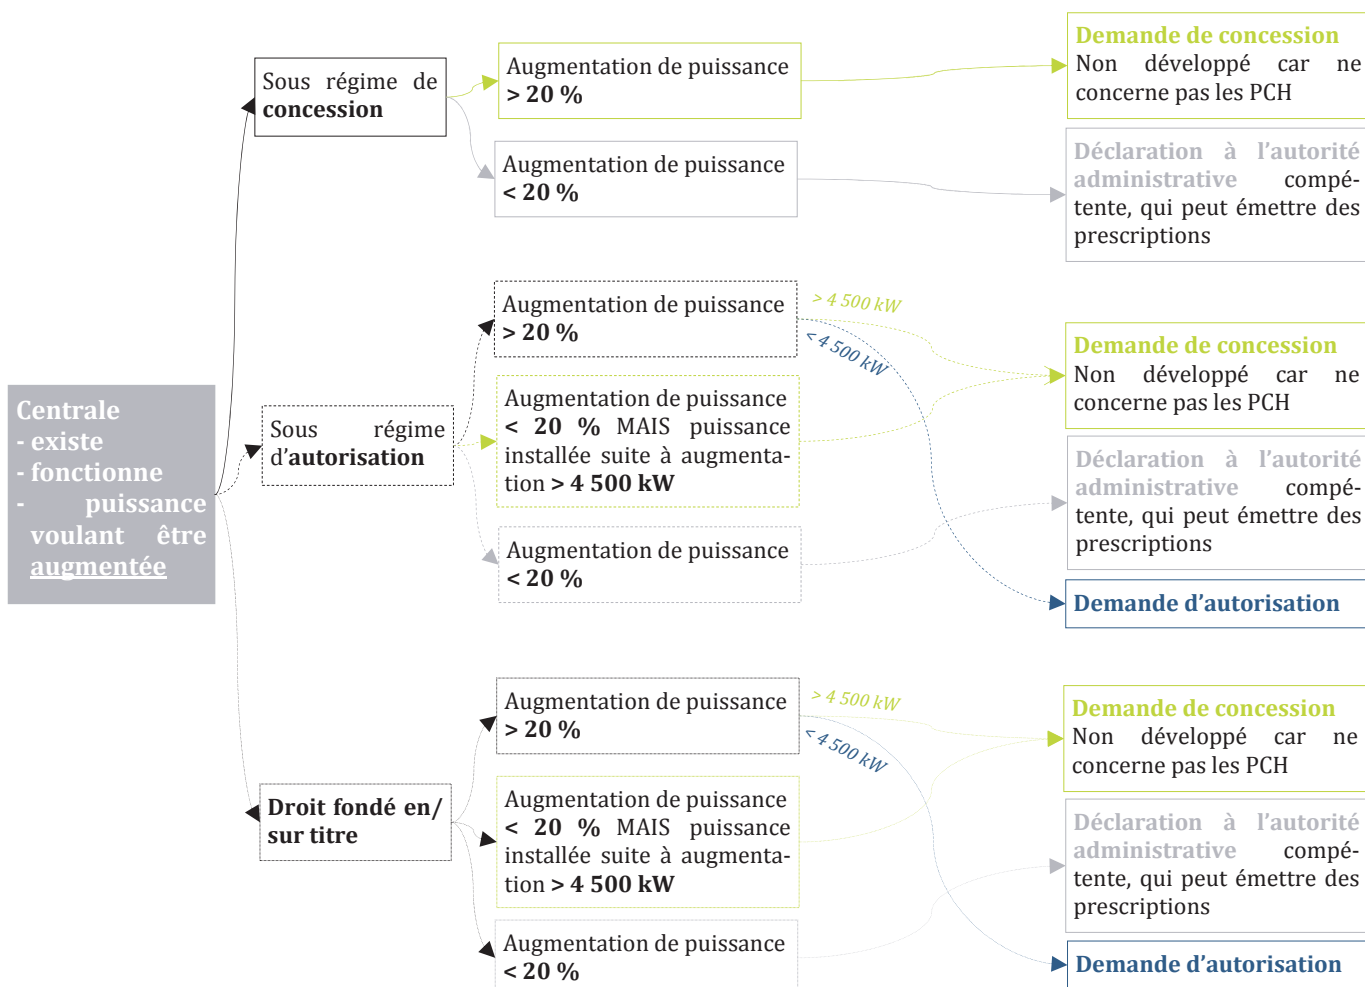 Centrale
- existe
- fonctionne
- puissance
voulant être
augmentée
Sous régime de
concession
Augmentation de puissance
> 20 %
Demande de concession
Non développé car ne
concerne pas les PCH
Augmentation de puissance
< 20 %
Déclaration à l’autorité
administrative compé-
tente, qui peut émettre des
prescriptions
Sous régime
d’autorisation
Augmentation de puissance
> 20 %
> 4 500 kW
< 4 500 kW
Augmentation de puissance
< 20 % MAIS puissance
installée suite à augmenta-
tion > 4 500 kW
Augmentation de puissance
< 20 %
Demande de concession
Non développé car ne
concerne pas les PCH
Déclaration à l’autorité
administrative compé-
tente, qui peut émettre des
prescriptions
Demande d’autorisation
Droit fondé en/
sur titre
Augmentation de puissance
> 20 %
> 4 500 kW
< 4 500 kW
Augmentation de puissance
< 20 % MAIS puissance
installée suite à augmenta-
tion > 4 500 kW
Augmentation de puissance
< 20 %
Demande de concession
Non développé car ne
concerne pas les PCH
Déclaration à l’autorité
administrative compé-
tente, qui peut émettre des
prescriptions
Demande d’autorisation